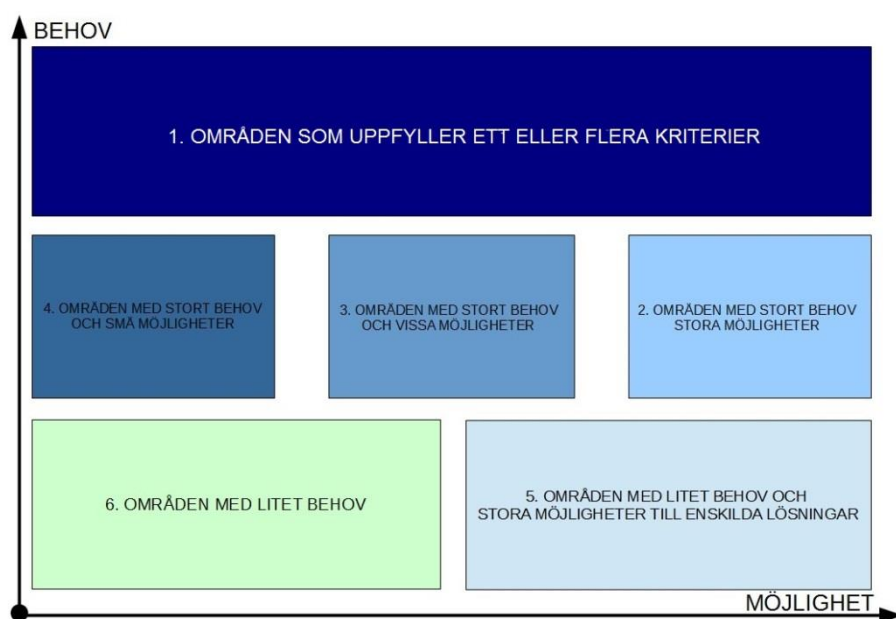 BEHOV
1. OMRÅDEN SOM UPPFYLLER ETT ELLER FLERA KRITERIER
4. OMRÅDEN MED STORT BEHOV
OCH SMÅ MÖJLIGHETER
3. OMRÅDEN MED STORT BEHOV
OCH VISSA MÖJLIGHETER
2. OMRÅDEN MED STORT BEHOV
STORA MÖJLIGHETER
6. OMRÅDEN MED LITET BEHOV
5. OMRÅDEN MED LITET BEHOV OCH
STORA MÖJLIGHETER TILL ENSKILDA LÖSNINGAR
MÖJLIGHET